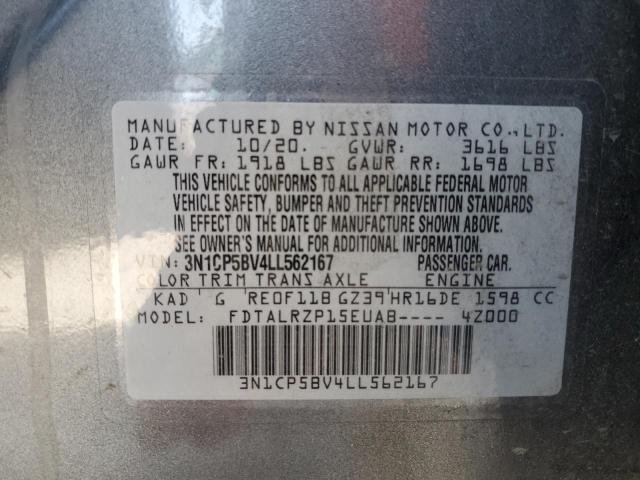 MANUFACTURED BY NISSAN MOTOR CO.,LTD.
DATE: 10/20. GVWR: 3616 LBS
GAWR FR: 1918 LBS GAWR RR: 1698 LBS
THIS VEHICLE CONFORMS TO ALL APPLICABLE FEDERAL MOTOR
VEHICLE SAFETY, BUMPER AND THEFT PREVENTION STANDARDS
IN EFFECT ON THE DATE OF MANUFACTURE SHOWN ABOVE.
SEE OWNER'S MANUAL FOR ADDITIONAL INFORMATION.
VIN: 3N1CP5BV4LL562167 PASSENGER CAR.
COLOR TRIM TRANS AXLE ENGINE
KAD G RE0F11B GZ39 HR16DE 1598 CC
MODEL: FDTALRZP15EUAB---- 4Z000
3N1CP5BV4LL562167